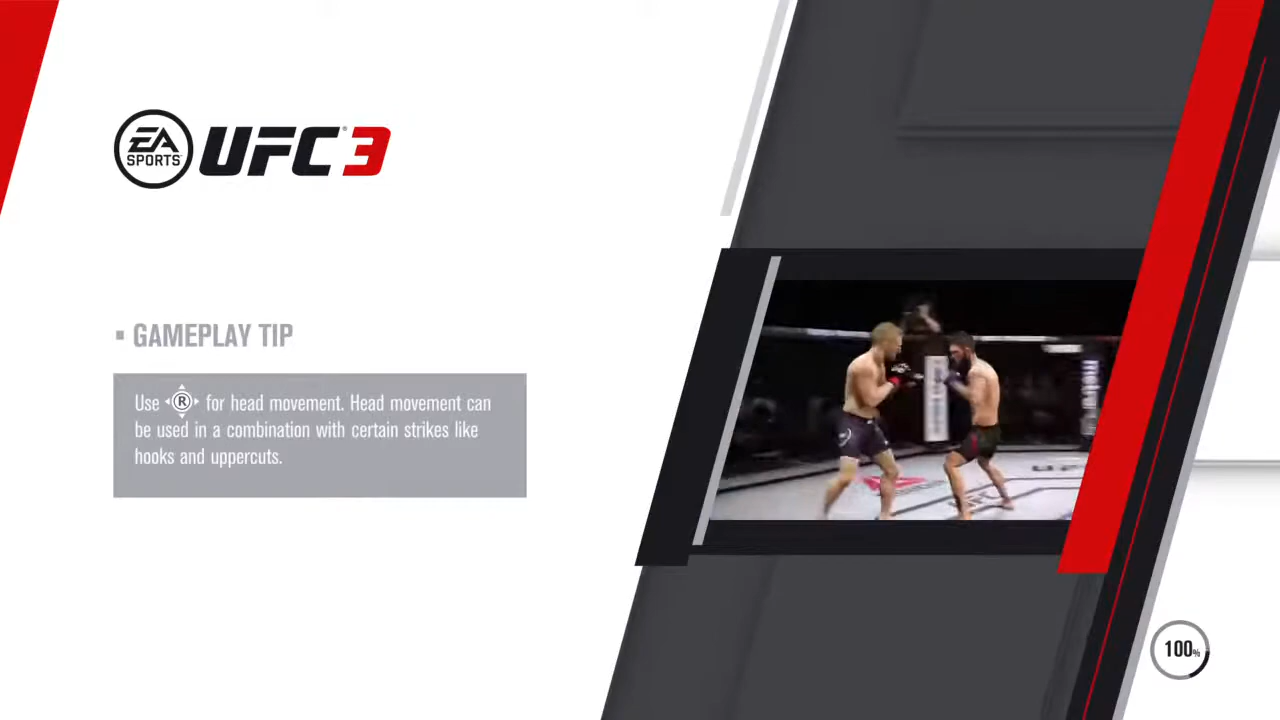 EA SPORTS UFC 3
GAMEPLAY TIP
Use R for head movement. Head movement can
be used in a combination with certain strikes like
hooks and uppercuts.
100%